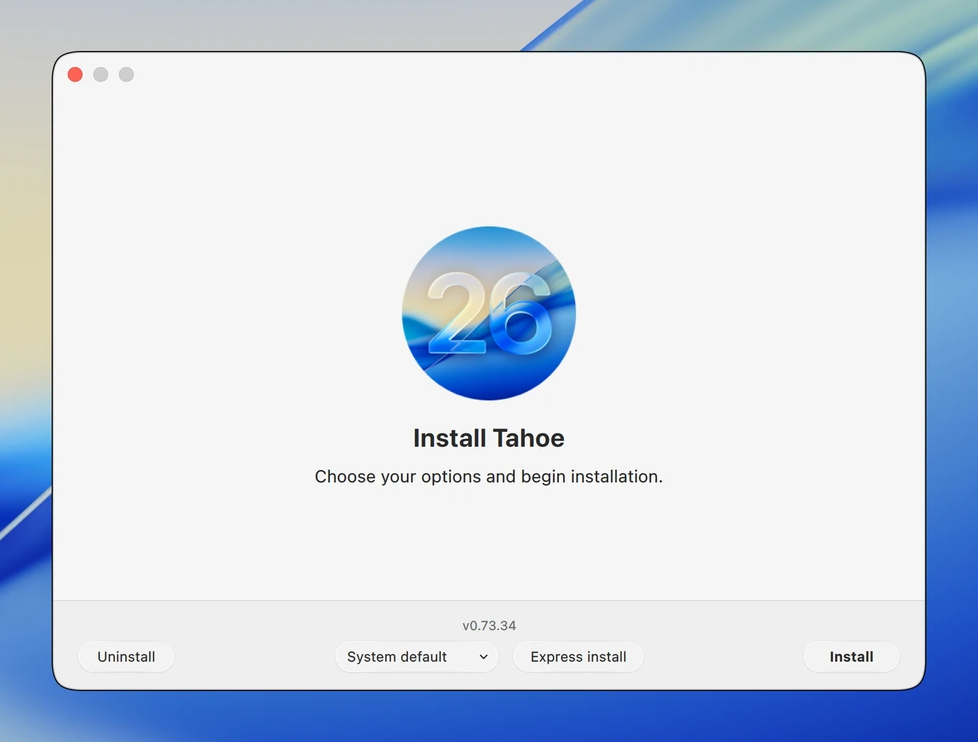 26
Install Tahoe
Choose your options and begin installation.
v0.73.34
Uninstall
System default
Express install
Install